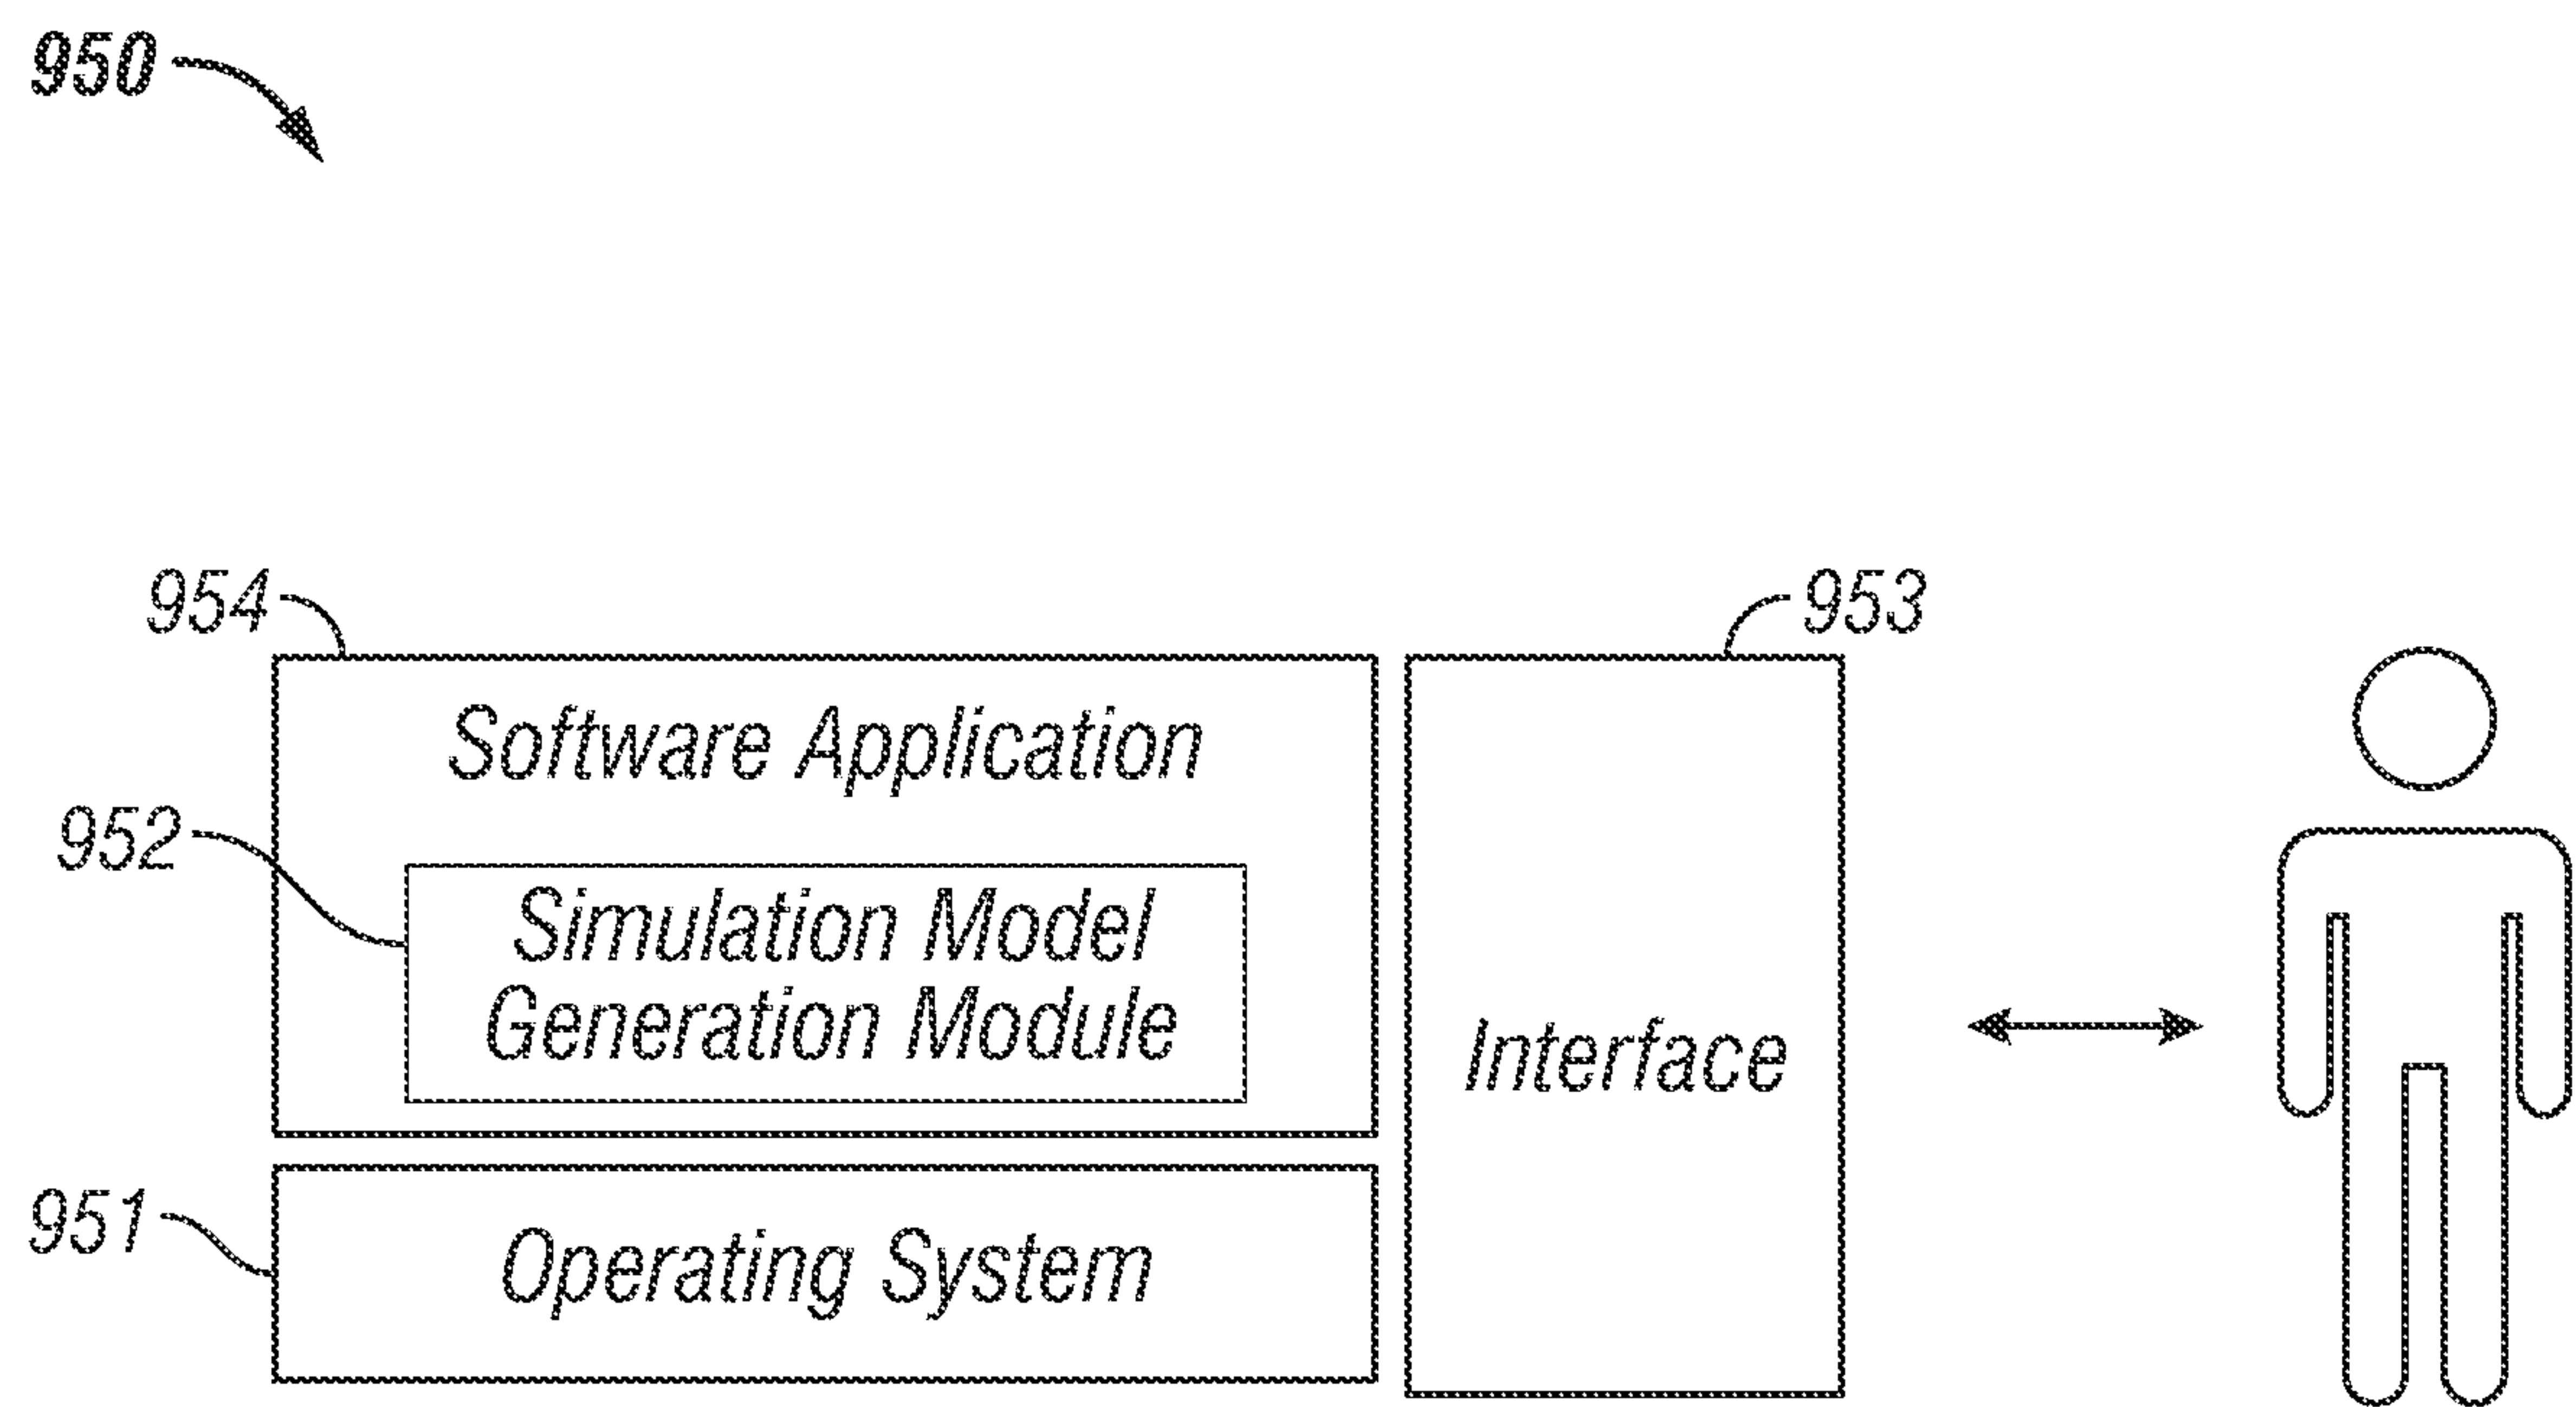 950
954
953
Software Application
952
Simulation Model
Generation Module
Interface
951
Operating System